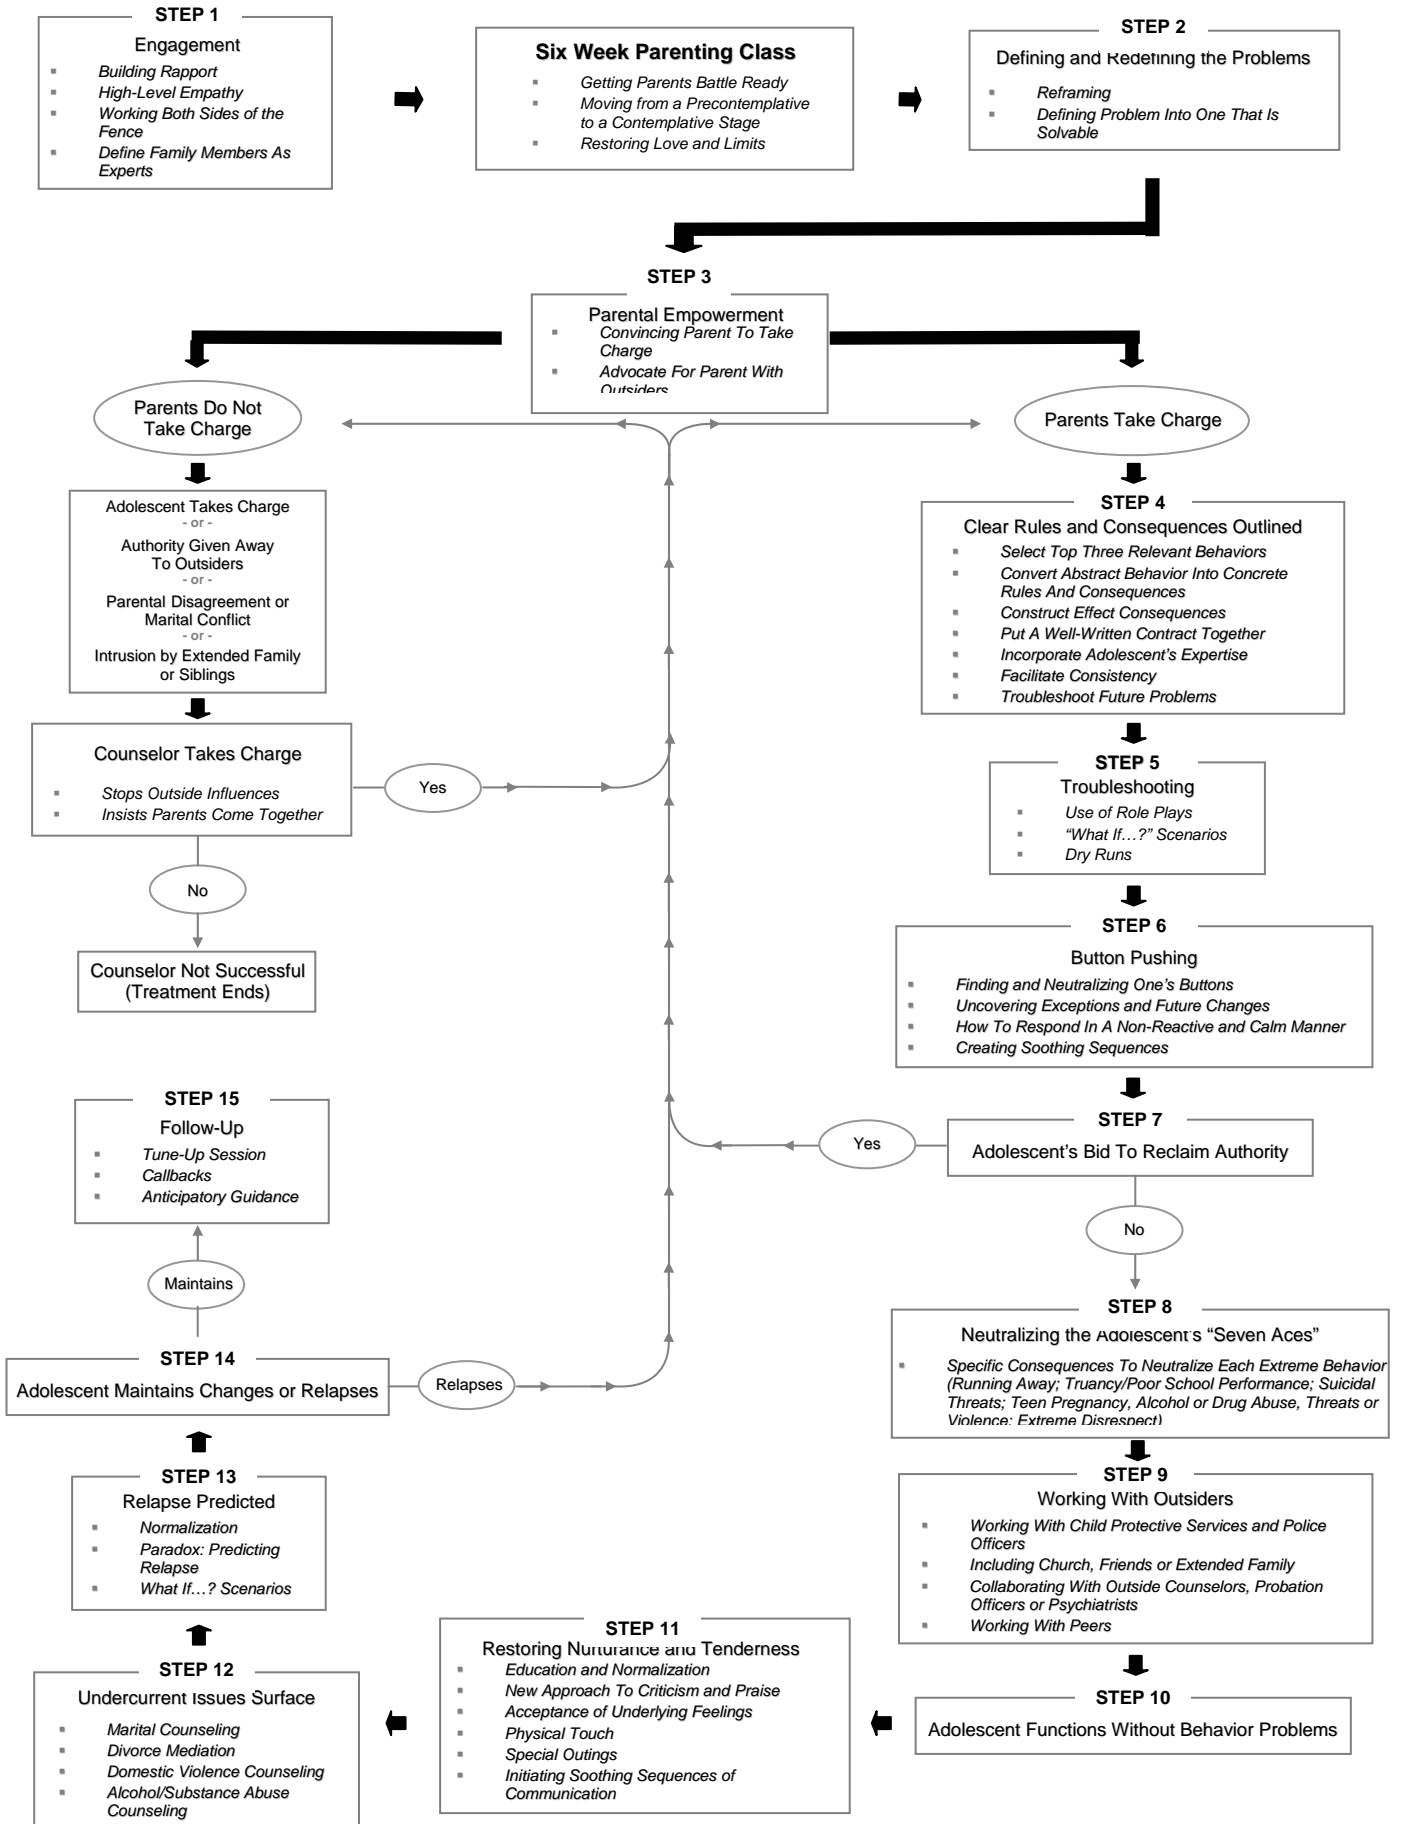 STEP 1
Engagement
Building Rapport
High-Level Empathy
Working Both Sides of the
Fence
Define Family Members As
Experts
Six Week Parenting Class
Getting Parents Battle Ready
Moving from a Precontemplative
to a Contemplative Stage
Restoring Love and Limits
STEP 2
Defining and Redefining the Problems
Reframing
Defining Problem Into One That Is
Solvable
STEP 3
Parental Empowerment
Convincing Parent To Take
Charge
Advocate For Parent With
Outsiders
Parents Do Not
Take Charge
Adolescent Takes Charge
- or -
Authority Given Away
To Outsiders
- or -
Parental Disagreement or
Marital Conflict
- or -
Intrusion by Extended Family
or Siblings
Counselor Takes Charge
Stops Outside Influences
Insists Parents Come Together
Yes
No
Counselor Not Successful
(Treatment Ends)
Parents Take Charge
STEP 4
Clear Rules and Consequences Outlined
Select Top Three Relevant Behaviors
Convert Abstract Behavior Into Concrete
Rules And Consequences
Construct Effect Consequences
Put A Well-Written Contract Together
Incorporate Adolescent's Expertise
Facilitate Consistency
Troubleshoot Future Problems
STEP 5
Troubleshooting
Use of Role Plays
“What If…?” Scenarios
Dry Runs
STEP 6
Button Pushing
Finding and Neutralizing One's Buttons
Uncovering Exceptions and Future Changes
How To Respond In A Non-Reactive and Calm Manner
Creating Soothing Sequences
STEP 7
Adolescent's Bid To Reclaim Authority
Yes
No
STEP 8
Neutralizing the Adolescent's “Seven Aces”
Specific Consequences To Neutralize Each Extreme Behavior
(Running Away; Truancy/Poor School Performance; Suicidal
Threats; Teen Pregnancy, Alcohol or Drug Abuse, Threats or
Violence; Extreme Disrespect)
STEP 9
Working With Outsiders
Working With Child Protective Services and Police
Officers
Including Church, Friends or Extended Family
Collaborating With Outside Counselors, Probation
Officers or Psychiatrists
Working With Peers
STEP 10
Adolescent Functions Without Behavior Problems
STEP 11
Restoring Nurturance and Tenderness
Education and Normalization
New Approach To Criticism and Praise
Acceptance of Underlying Feelings
Physical Touch
Special Outings
Initiating Soothing Sequences of
Communication
STEP 12
Undercurrent Issues Surface
Marital Counseling
Divorce Mediation
Domestic Violence Counseling
Alcohol/Substance Abuse
Counseling
STEP 13
Relapse Predicted
Normalization
Paradox: Predicting
Relapse
What If…? Scenarios
STEP 14
Adolescent Maintains Changes or Relapses
Relapses
Maintains
STEP 15
Follow-Up
Tune-Up Session
Callbacks
Anticipatory Guidance